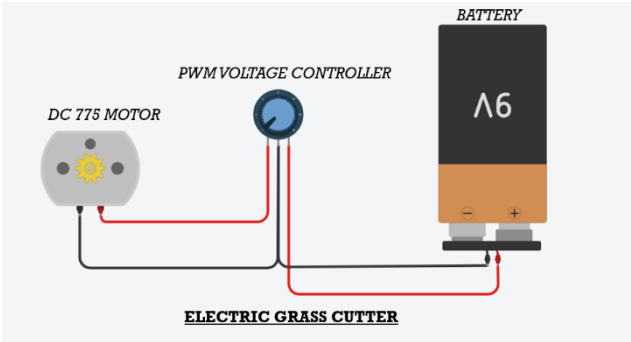 BATTERY
PWM VOLTAGE CONTROLLER
DC 775 MOTOR
9V
− +
ELECTRIC GRASS CUTTER